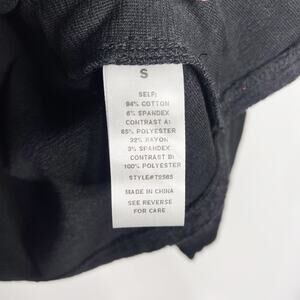 S
SELF:
94% COTTON
6% SPANDEX
CONTRAST A:
65% POLYESTER
32% RAYON
3% SPANDEX
CONTRAST B:
100% POLYESTER
STYLE#T2565
MADE IN CHINA
SEE REVERSE
FOR CARE